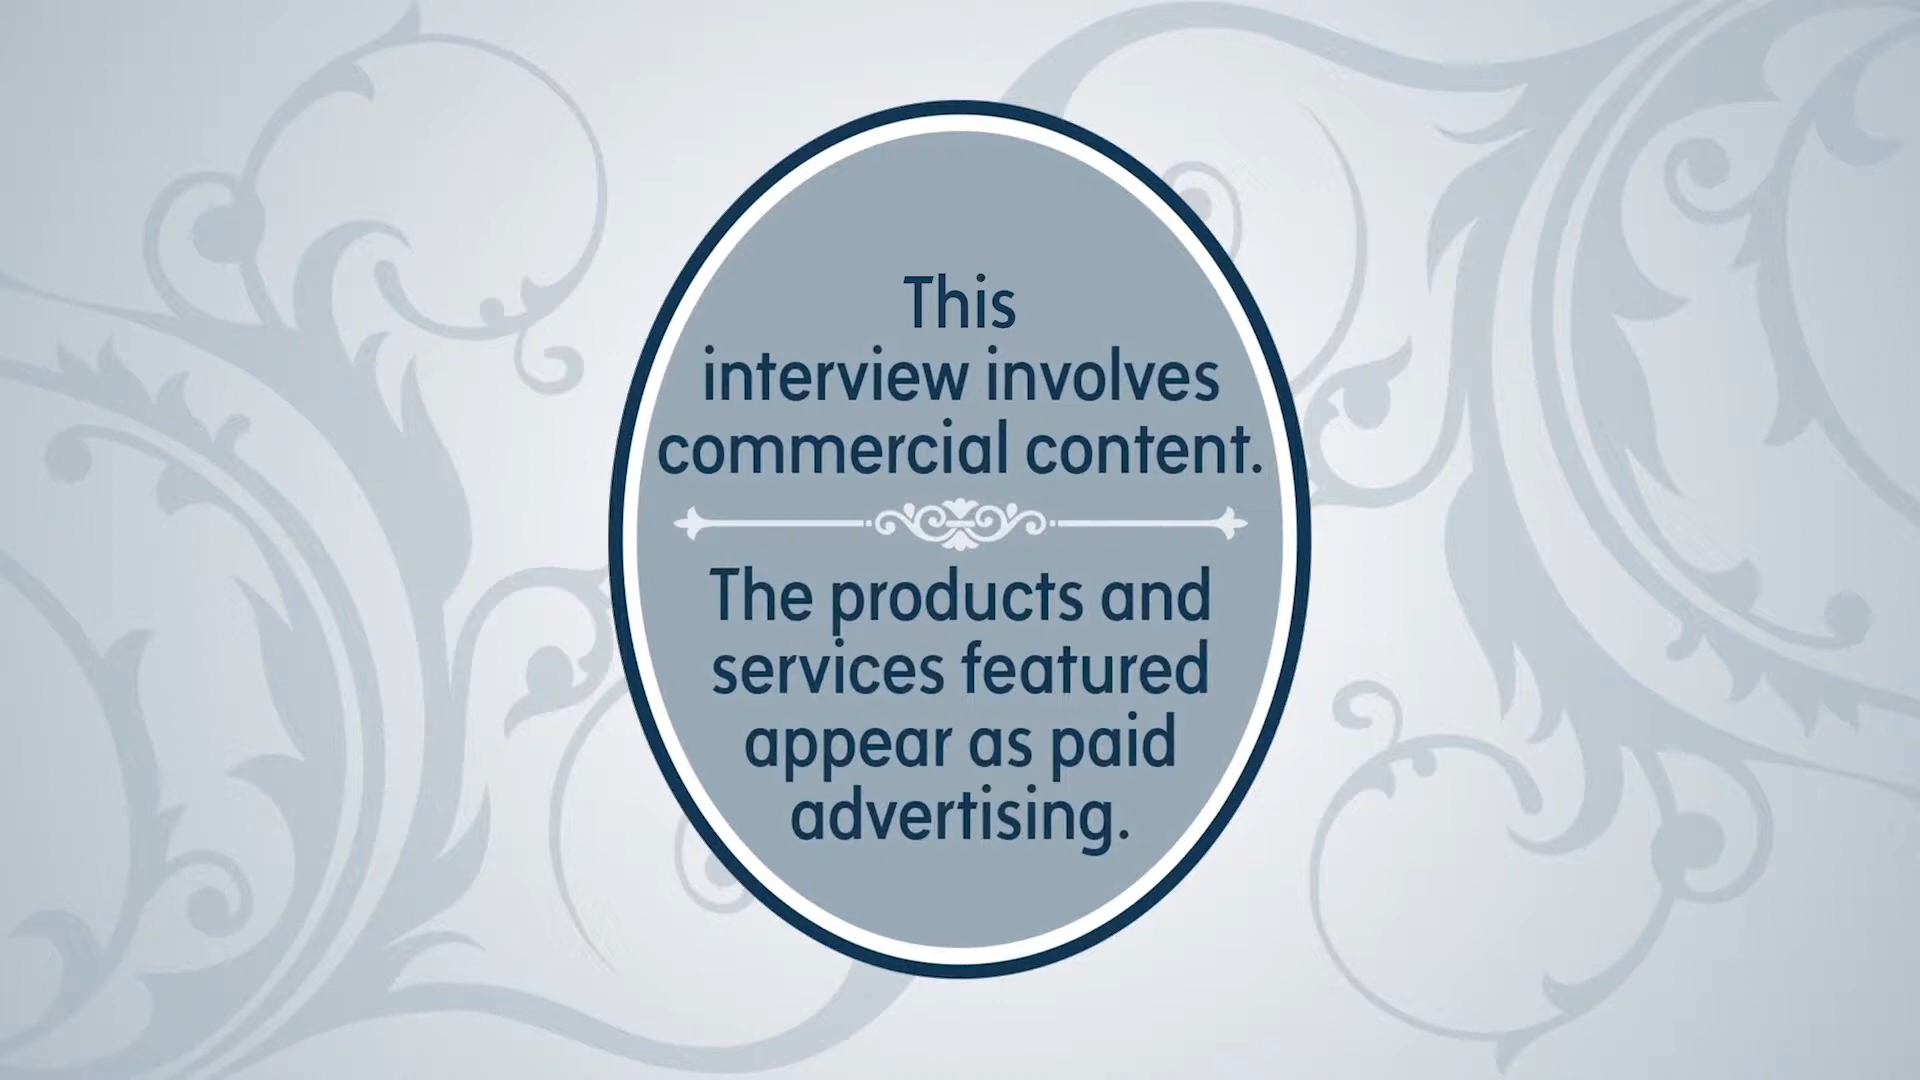 This
interview involves
commercial content.
The products and
services featured
appear as paid
advertising.